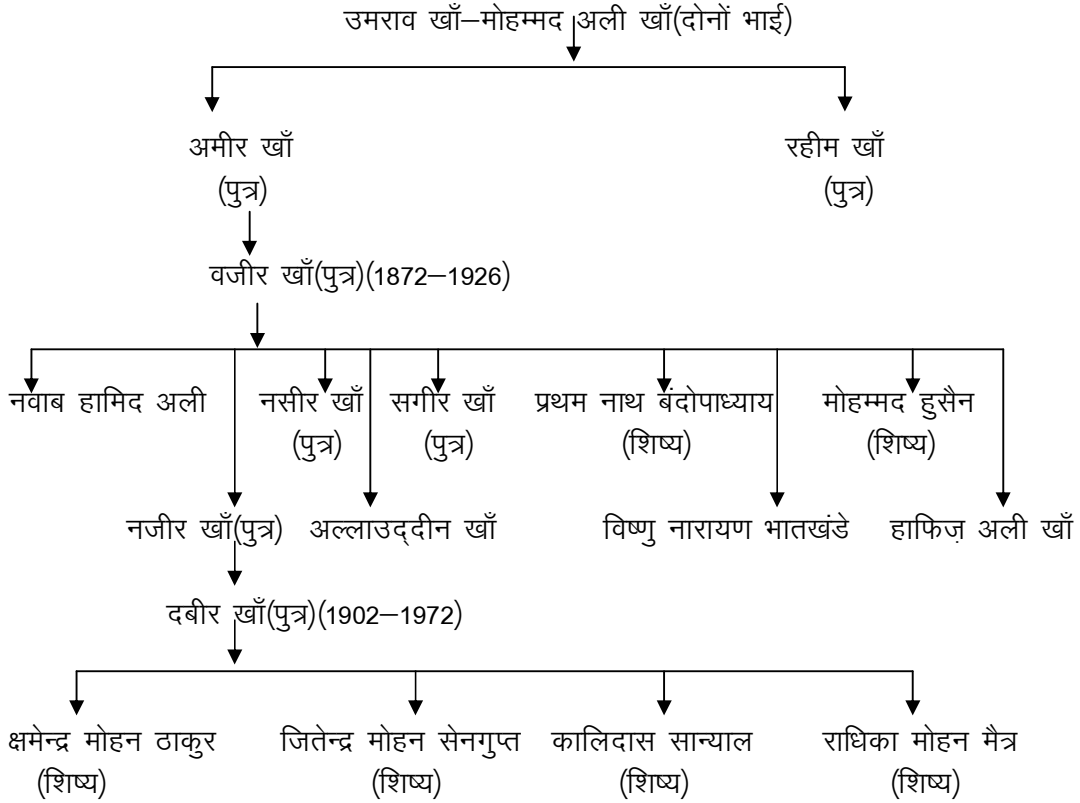 उमराव खाँ–मोहम्मद अली खाँ(दोनों भाई)
अमीर खाँ रहीम खाँ
(पुत्र) (पुत्र)
वजीर खाँ(पुत्र)(1872–1926)
नवाब हामिद अली नसीर खाँ सगीर खाँ प्रथम नाथ बंदोपाध्याय मोहम्मद हुसैन
(पुत्र) (पुत्र) (शिष्य) (शिष्य)
नजीर खाँ(पुत्र) अल्लाउद्‌दीन खाँ विष्णु नारायण भातखंडे हाफिज़ अली खाँ
दबीर खाँ(पुत्र)(1902–1972)
क्षमेन्द्र मोहन ठाकुर जितेन्द्र मोहन सेनगुप्त कालिदास सान्याल राधिका मोहन मैत्र
(शिष्य) (शिष्य) (शिष्य) (शिष्य)